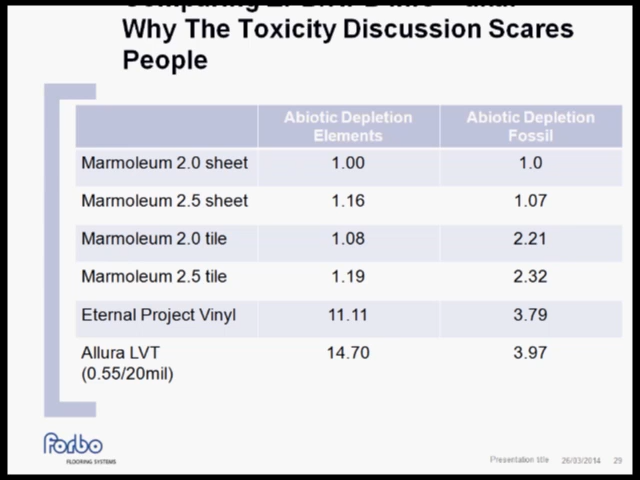 Why The Toxicity Discussion Scares
People
Abiotic Depletion Elements Abiotic Depletion Fossil
Marmoleum 2.0 sheet 1.00 1.0
Marmoleum 2.5 sheet 1.16 1.07
Marmoleum 2.0 tile 1.08 2.21
Marmoleum 2.5 tile 1.19 2.32
Eternal Project Vinyl 11.11 3.79
Allura LVT 14.70 3.97
(0.55/20mil)
Forbo
FLOORING SYSTEMS
Presentation title 26/03/2014 29